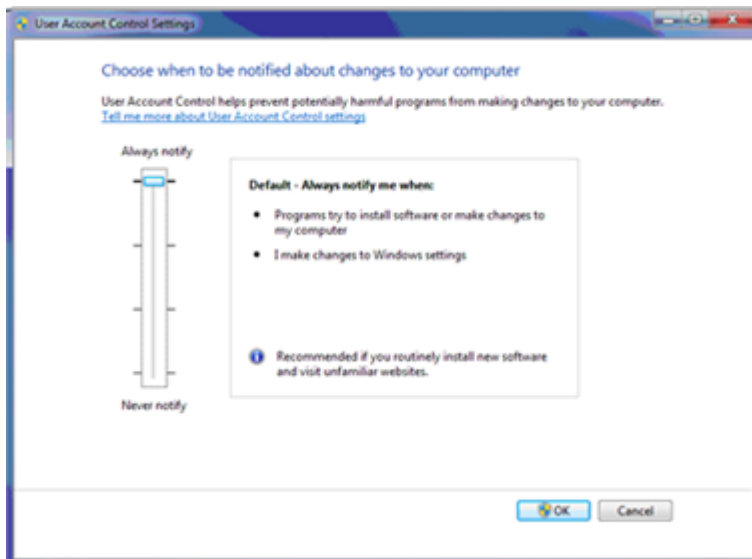 User Account Control Settings
Choose when to be notified about changes to your computer
User Account Control helps prevent potentially harmful programs from making changes to your computer.
Tell me more about User Account Control settings
Always notify
Default - Always notify me when:
Programs try to install software or make changes to
my computer
I make changes to Windows settings
Recommended if you routinely install new software
and visit unfamiliar websites.
Never notify
OK
Cancel